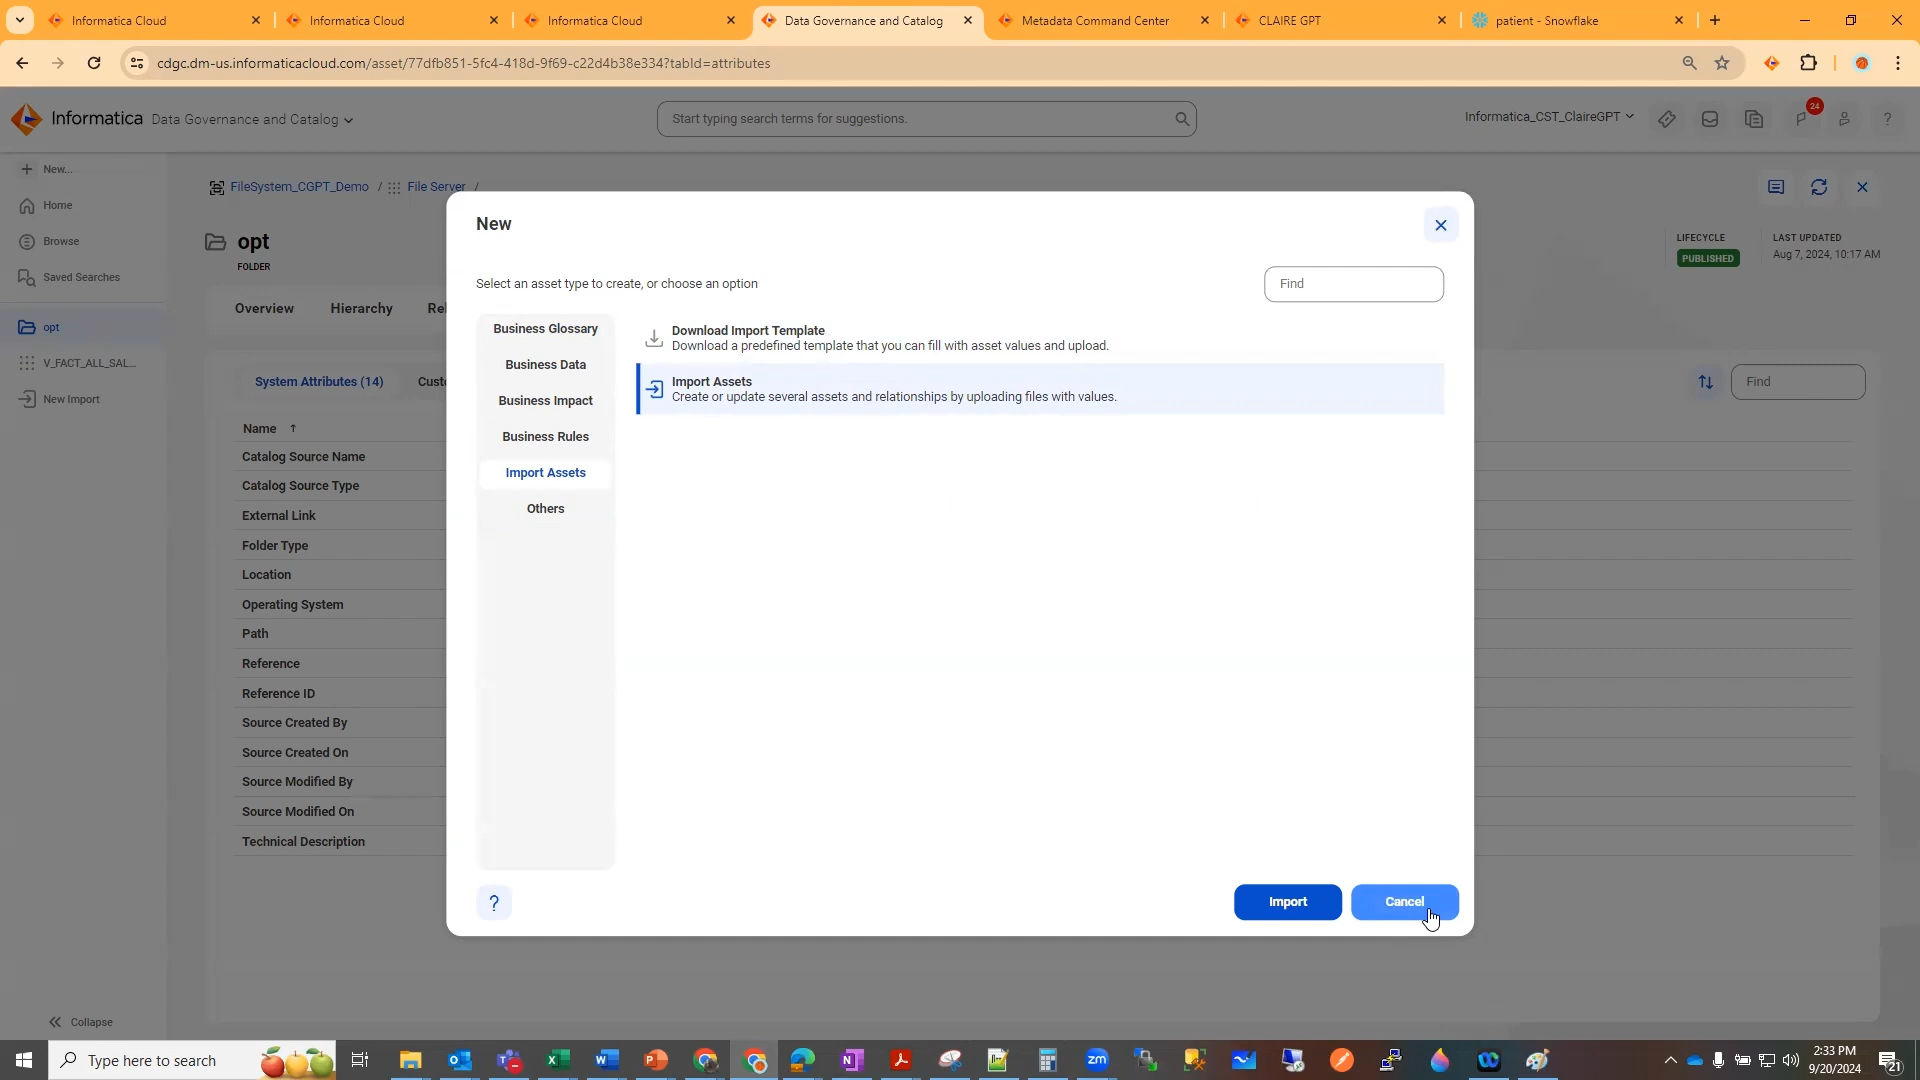 Informatica Cloud
Informatica Cloud
Informatica Cloud
Data Governance and Catalog
Metadata Command Center
CLAIRE GPT
patient - Snowflake
cdgc.dm-us.informaticacloud.com/asset/77dfb851-5fc4-418d-9f69-c22d4b38e334?tabId=attributes
Informatica Data Governance and Catalog
Start typing search terms for suggestions.
Informatica_CST_ClaireGPT
24
?
New...
Home
Browse
Saved Searches
opt
V_FACT_ALL_SAL...
New Import
Collapse
FileSystem_CGPT_Demo / File Server /
opt
FOLDER
LIFECYCLE
PUBLISHED
LAST UPDATED
Aug 7, 2024, 10:17 AM
Overview
Hierarchy
Rel
System Attributes (14)
Custo
Find
Name ↑
Catalog Source Name
Catalog Source Type
External Link
Folder Type
Location
Operating System
Path
Reference
Reference ID
Source Created By
Source Created On
Source Modified By
Source Modified On
Technical Description
New
Select an asset type to create, or choose an option
Find
Business Glossary
Business Data
Business Impact
Business Rules
Import Assets
Others
Download Import Template
Download a predefined template that you can fill with asset values and upload.
Import Assets
Create or update several assets and relationships by uploading files with values.
?
Import
Cancel
Type here to search
zm
2:33 PM
9/20/2024
21